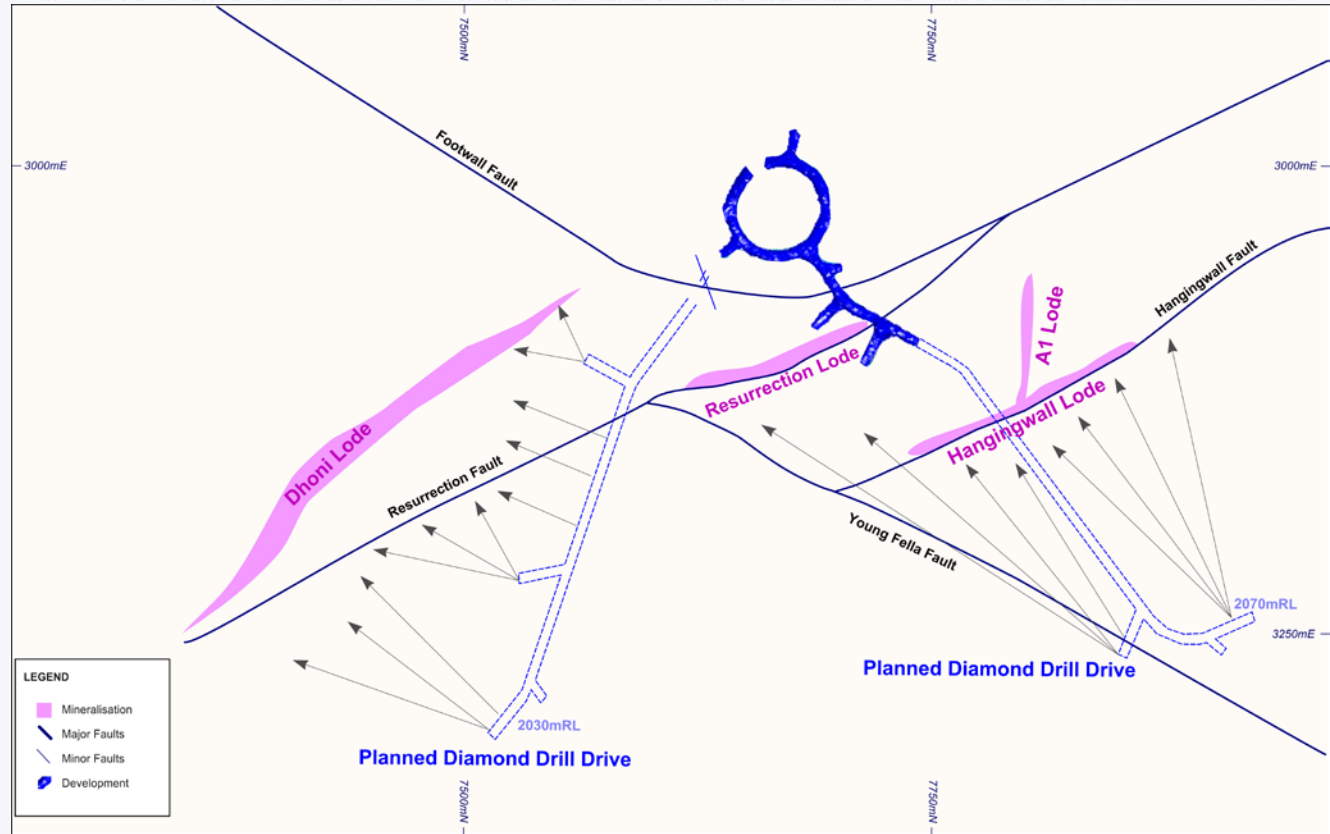 7500mN
7750mN
3000mE
3000mE
Footwall Fault
Hangingwall Fault
A1 Lode
Resurrection Lode
Hangingwall Lode
Dhoni Lode
Resurrection Fault
Young Fella Fault
2070mRL
3250mE
Planned Diamond Drill Drive
2030mRL
Planned Diamond Drill Drive
LEGEND
Mineralisation
Major Faults
Minor Faults
Development
7500mN
7750mN